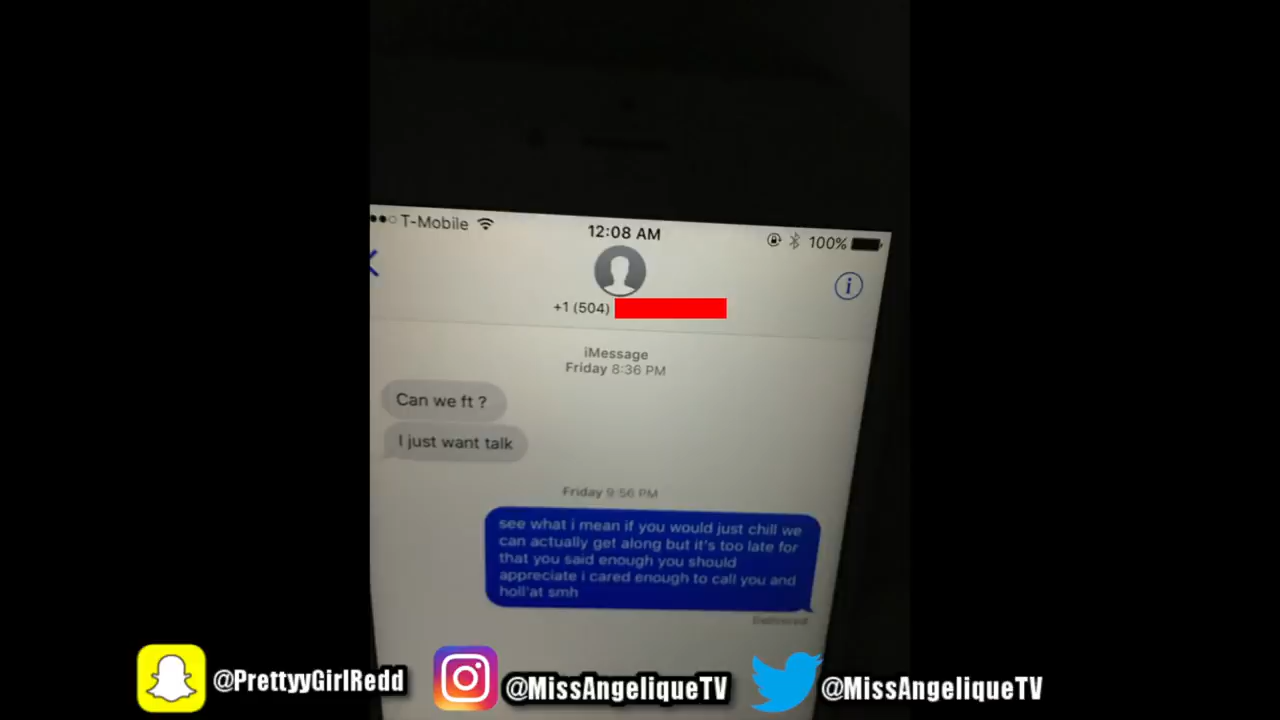 T-Mobile
12:08 AM
100%
+1 (504)
iMessage
Friday 8:36 PM
Can we ft ?
I just want talk
Friday 9:56 PM
see what i mean if you would just chill we
can actually get along but it's too late for
that you said enough you should
appreciate i cared enough to call you and
holl'at smh
Delivered
@PrettyyGirlRedd
@MissAngeliqueTV
@MissAngeliqueTV